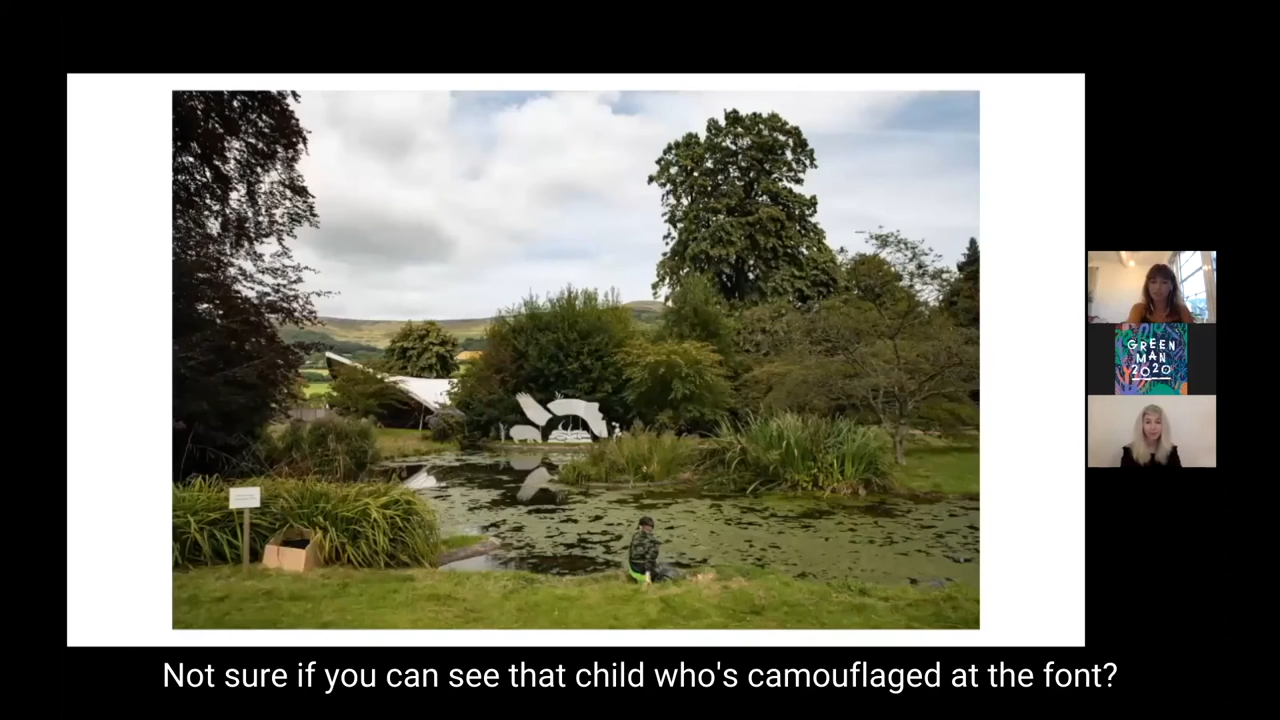 GREEN
MAN
2020
Not sure if you can see that child who's camouflaged at the font?